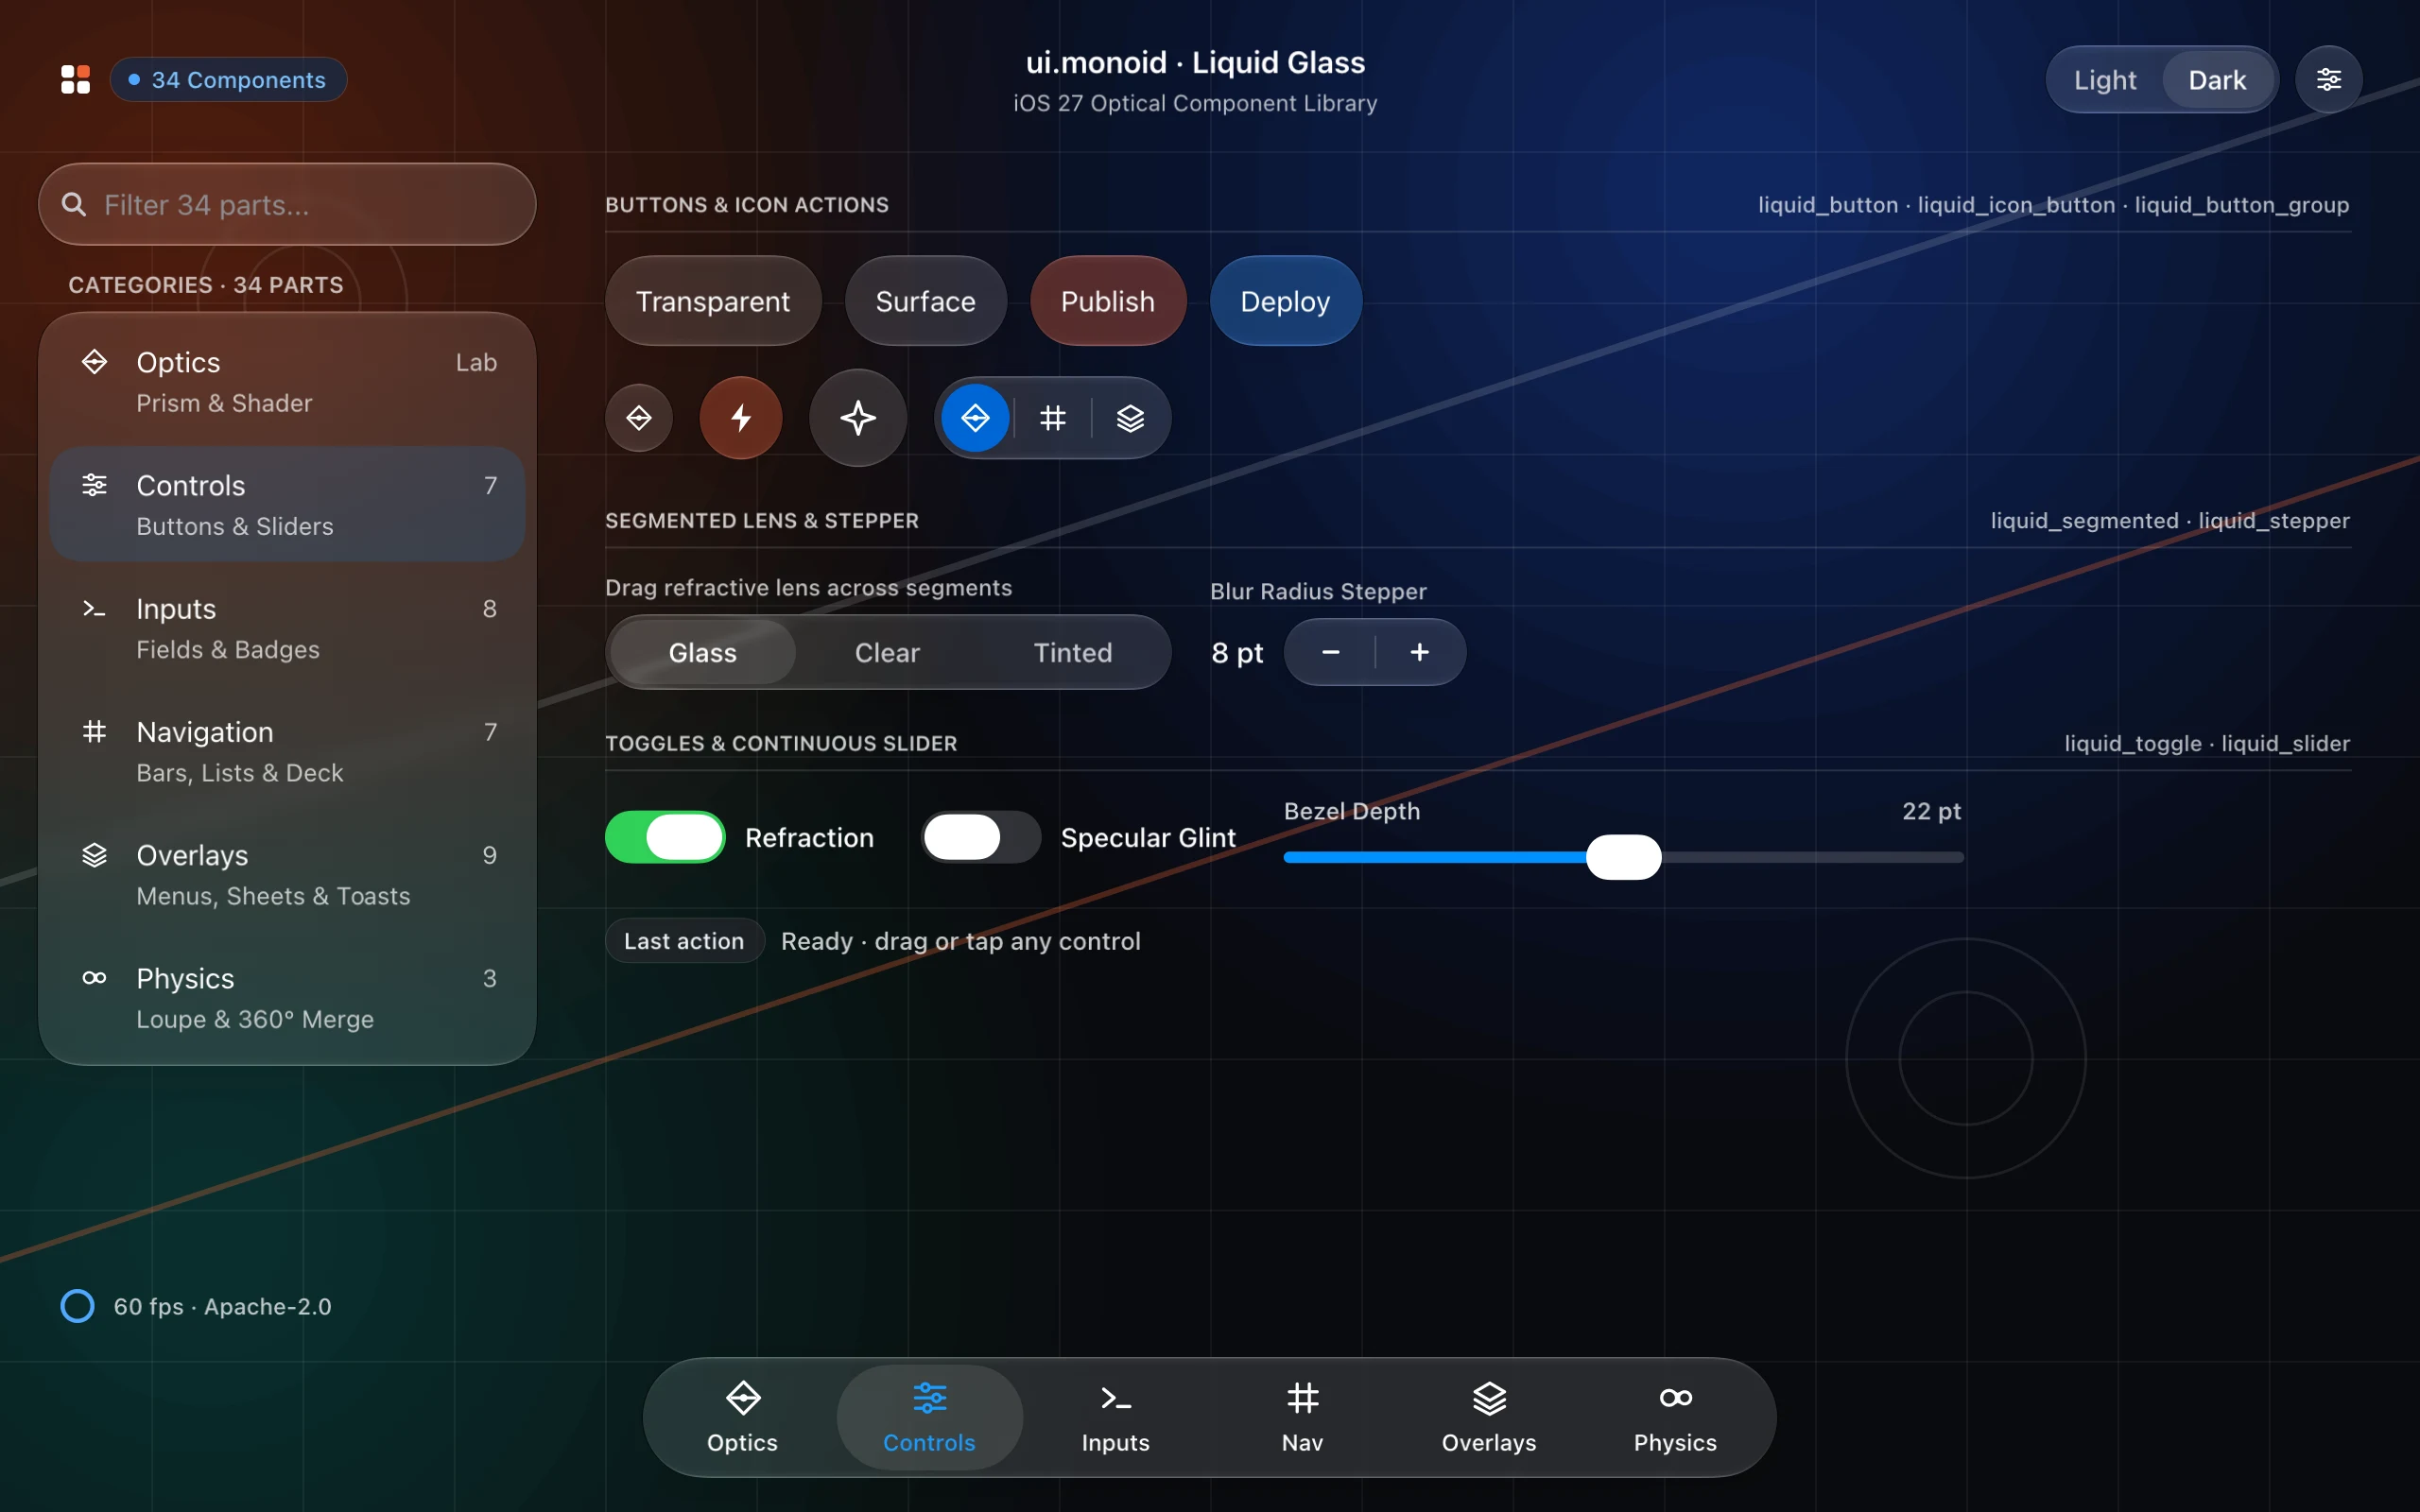 34 Components
ui.monoid · Liquid Glass
iOS 27 Optical Component Library
Light Dark
Filter 34 parts...
CATEGORIES · 34 PARTS
Optics Lab
Prism & Shader
Controls 7
Buttons & Sliders
Inputs 8
Fields & Badges
Navigation 7
Bars, Lists & Deck
Overlays 9
Menus, Sheets & Toasts
Physics 3
Loupe & 360° Merge
60 fps · Apache-2.0
BUTTONS & ICON ACTIONS liquid_button · liquid_icon_button · liquid_button_group
Transparent Surface Publish Deploy
SEGMENTED LENS & STEPPER liquid_segmented · liquid_stepper
Drag refractive lens across segments Blur Radius Stepper
Glass Clear Tinted 8 pt − +
TOGGLES & CONTINUOUS SLIDER liquid_toggle · liquid_slider
Bezel Depth 22 pt
Refraction Specular Glint
Last action Ready · drag or tap any control
Optics Controls Inputs Nav Overlays Physics